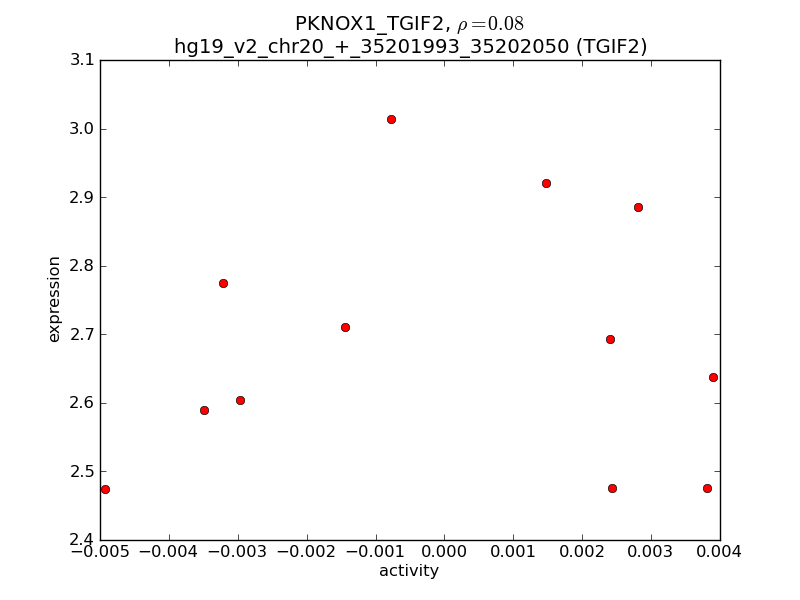 PKNOX1_TGIF2, ρ=0.08
hg19_v2_chr20_+_35201993_35202050 (TGIF2)
3.1
3.0
2.9
2.8
2.7
2.6
2.5
2.4
expression
−0.005 −0.004 −0.003 −0.002 −0.001 0.000 0.001 0.002 0.003 0.004
activity